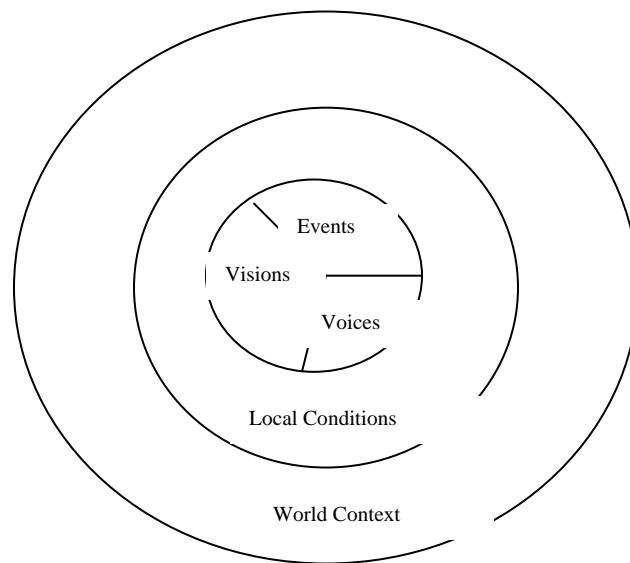 Events
Visions
Voices
Local Conditions
World Context